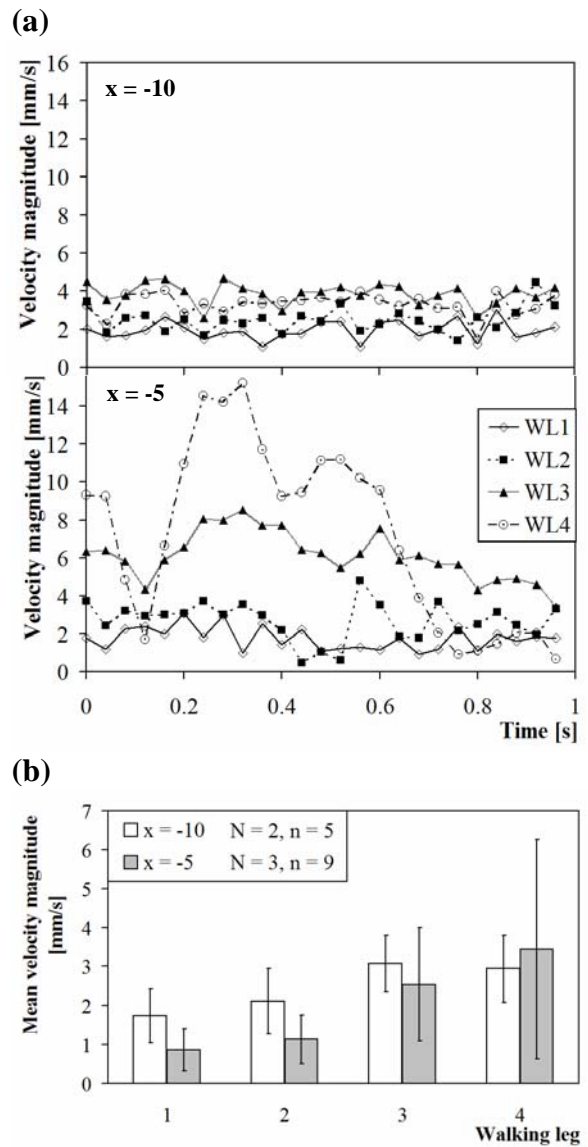 (a)
x = -10
Velocity magnitude [mm/s]
16
14
12
10
8
6
4
2
0
x = -5
Velocity magnitude [mm/s]
14
12
10
8
6
4
2
0
WL1
WL2
WL3
WL4
0 0.2 0.4 0.6 0.8 1
Time [s]
(b)
Mean velocity magnitude
[mm/s]
7
6
5
4
3
2
1
0
x = -10 N = 2, n = 5
x = -5 N = 3, n = 9
1 2 3 4
Walking leg